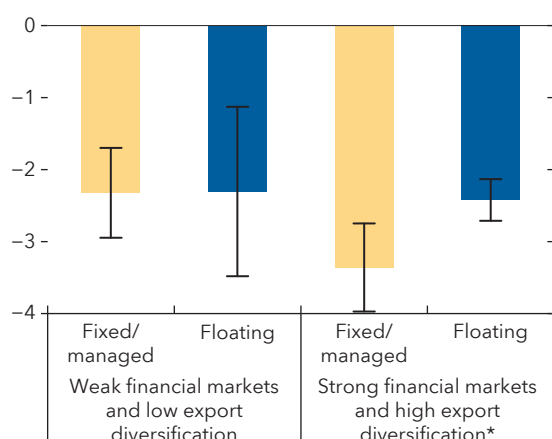 0
−1
−2
−3
−4
Fixed/
managed
Floating
Fixed/
managed
Floating
Weak financial markets
and low export
diversification
Strong financial markets
and high export
diversification*